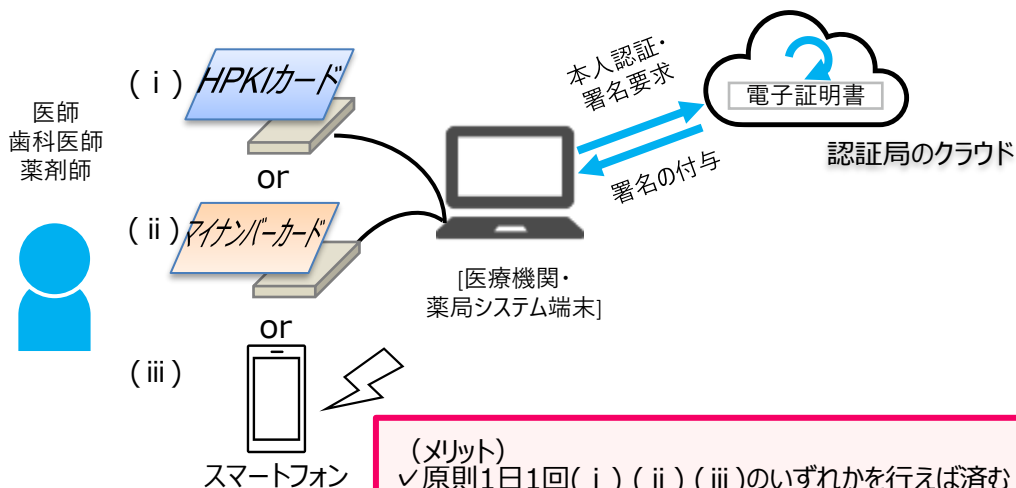 医師
歯科医師
薬剤師
(ⅰ)
HPKIカード
or
(ⅱ)
マイナンバーカード
or
(ⅲ)
スマートフォン
[医療機関・
薬局システム端末]
本人認証・
署名要求
署名の付与
電子証明書
認証局のクラウド
(メリット)
✓原則1日1回(ⅰ)(ⅱ)(ⅲ)のいずれかを行えば済む